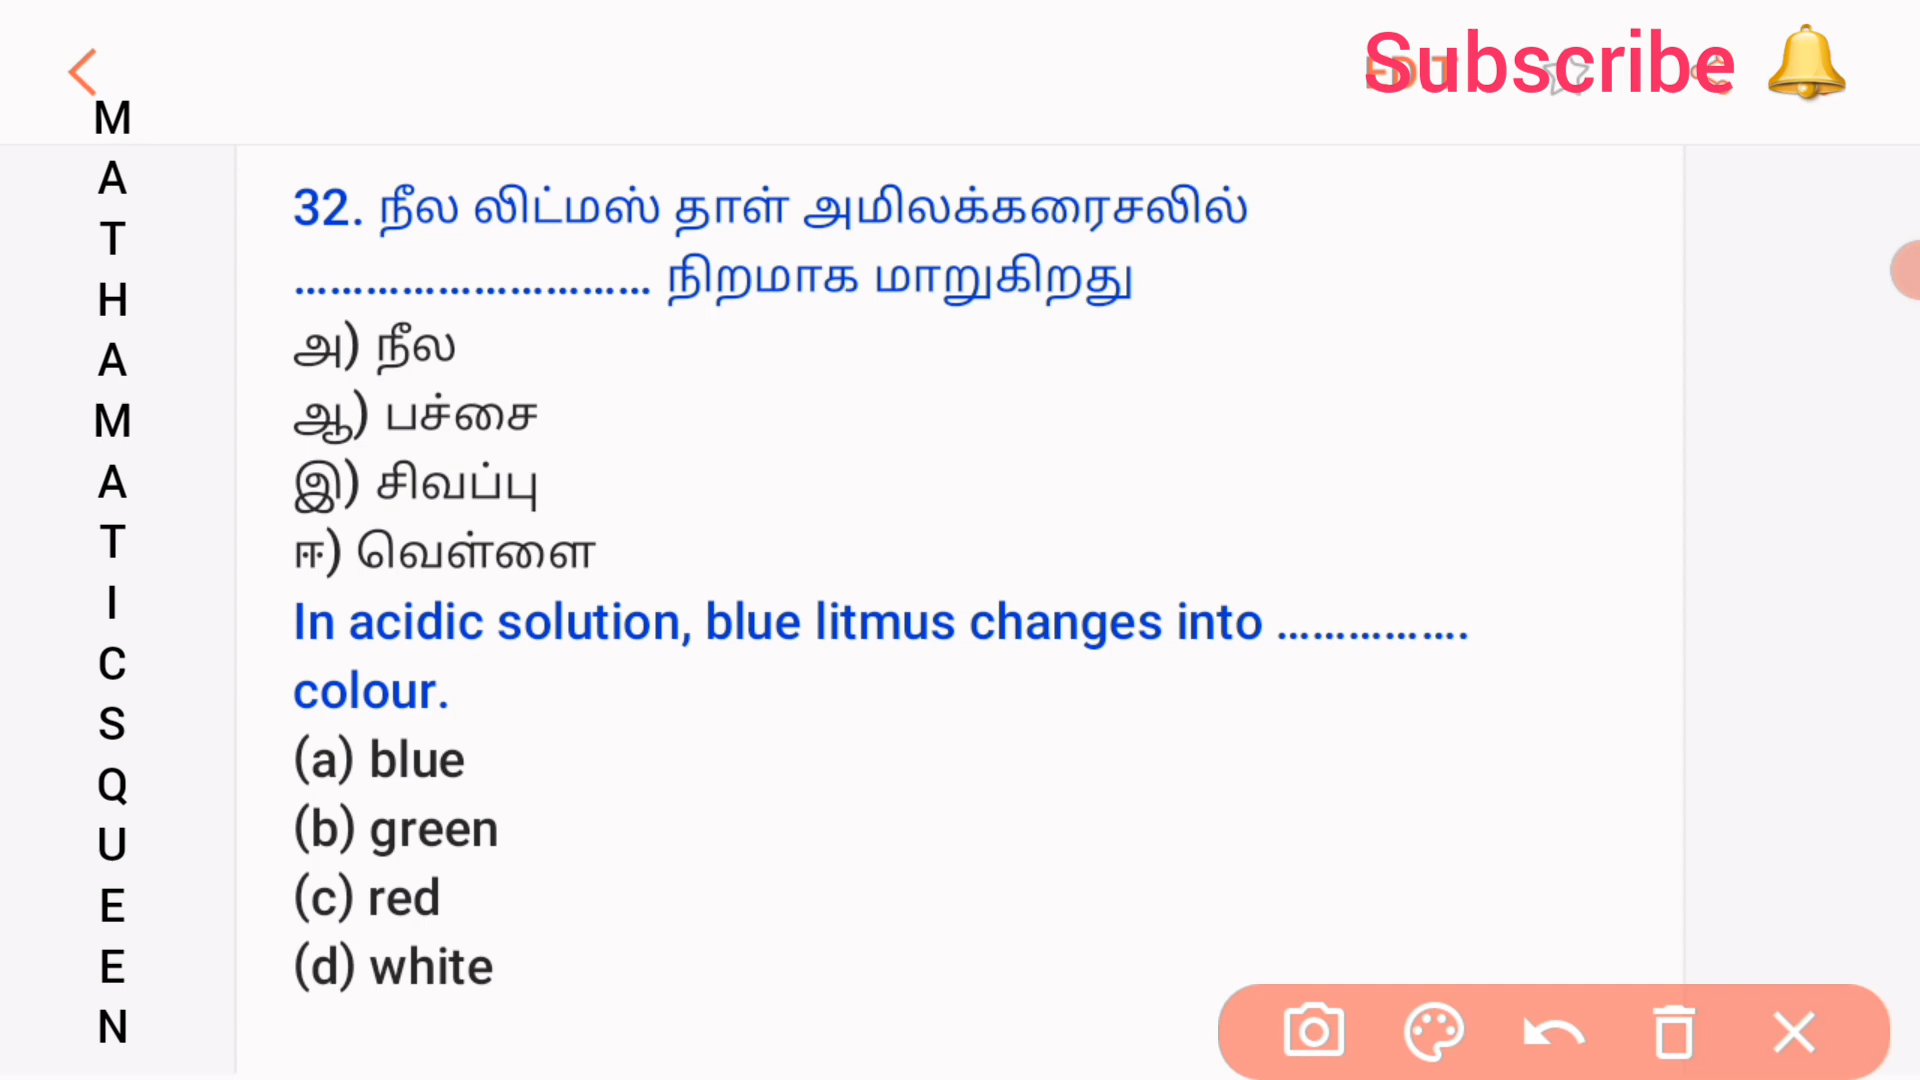 Subscribe
MATHAMATICSQUEEN
32. நீல லிட்மஸ் தாள் அமிலக்கரைசலில்
.............................. நிறமாக மாறுகிறது
அ) நீல
ஆ) பச்சை
இ) சிவப்பு
ஈ) வெள்ளை
In acidic solution, blue litmus changes into ................
colour.
(a) blue
(b) green
(c) red
(d) white